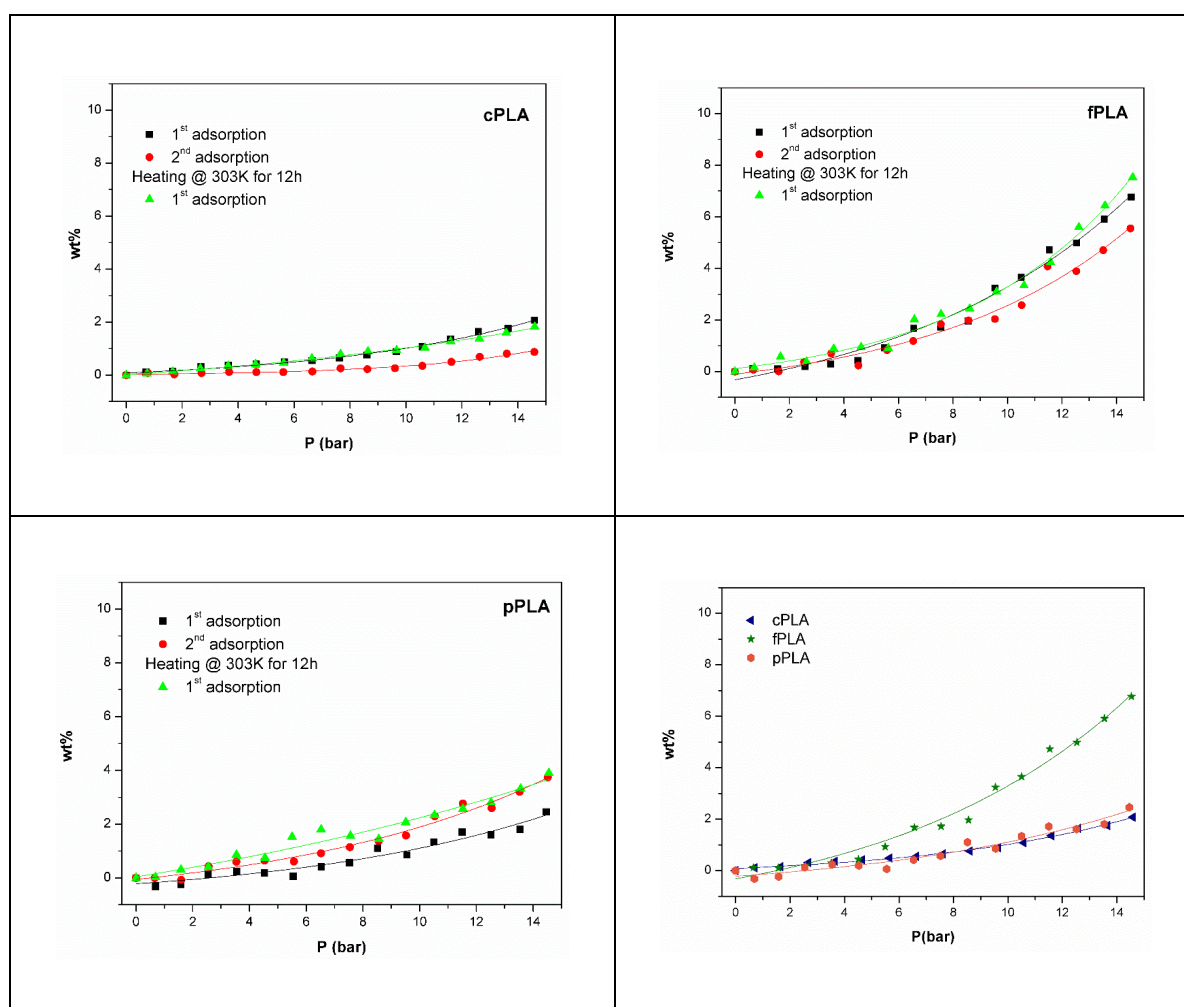 cPLA
1st adsorption
2nd adsorption
Heating @ 303K for 12h
1st adsorption
10
8
6
4
2
0
wt%
0 2 4 6 8 10 12 14
P (bar)
fPLA
1st adsorption
2nd adsorption
Heating @ 303K for 12h
1st adsorption
10
8
6
4
2
0
wt%
0 2 4 6 8 10 12 14
P (bar)
pPLA
1st adsorption
2nd adsorption
Heating @ 303K for 12h
1st adsorption
10
8
6
4
2
0
wt%
0 2 4 6 8 10 12 14
P (bar)
cPLA
fPLA
pPLA
10
8
6
4
2
0
wt%
0 2 4 6 8 10 12 14
P(bar)